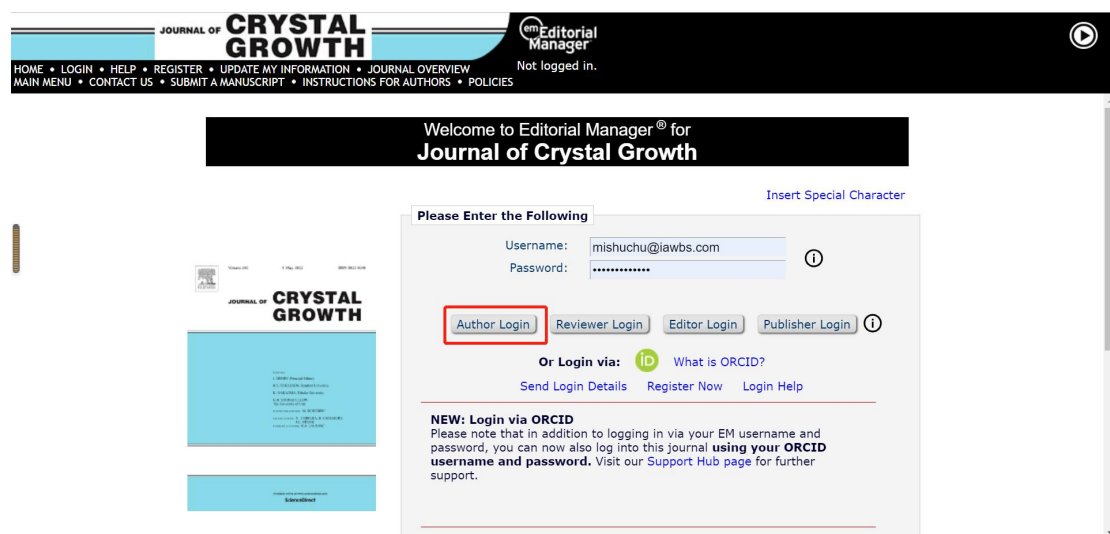 JOURNAL OF CRYSTAL GROWTH
em Editorial Manager
Not logged in.
HOME • LOGIN • HELP • REGISTER • UPDATE MY INFORMATION • JOURNAL OVERVIEW
MAIN MENU • CONTACT US • SUBMIT A MANUSCRIPT • INSTRUCTIONS FOR AUTHORS • POLICIES
Welcome to Editorial Manager® for
Journal of Crystal Growth
Insert Special Character
Please Enter the Following
Username: mishuchu@iawbs.com
Password: •••••••••••••
Author Login Reviewer Login Editor Login Publisher Login
Or Login via: iD What is ORCID?
Send Login Details Register Now Login Help
NEW: Login via ORCID
Please note that in addition to logging in via your EM username and
password, you can now also log into this journal using your ORCID
username and password. Visit our Support Hub page for further
support.
JOURNAL OF CRYSTAL
GROWTH
ScienceDirect